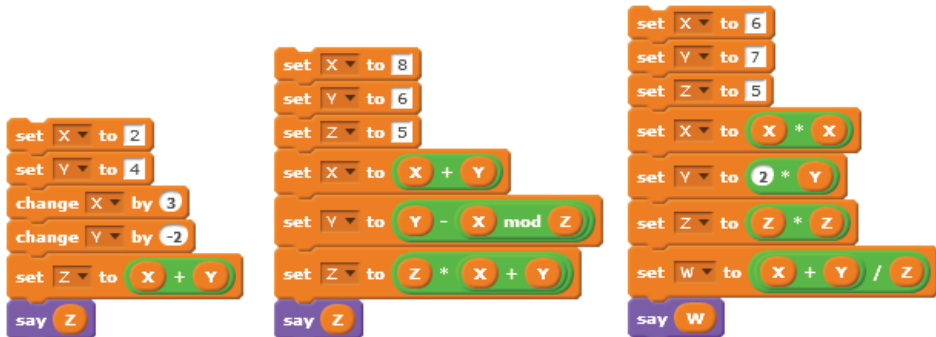 set X to 2
set Y to 4
change X by 3
change Y by -2
set Z to X + Y
say Z
set X to 8
set Y to 6
set Z to 5
set X to X + Y
set Y to Y - X mod Z
set Z to Z * X + Y
say Z
set X to 6
set Y to 7
set Z to 5
set X to X * X
set Y to 2 * Y
set Z to Z * Z
set W to X + Y / Z
say W